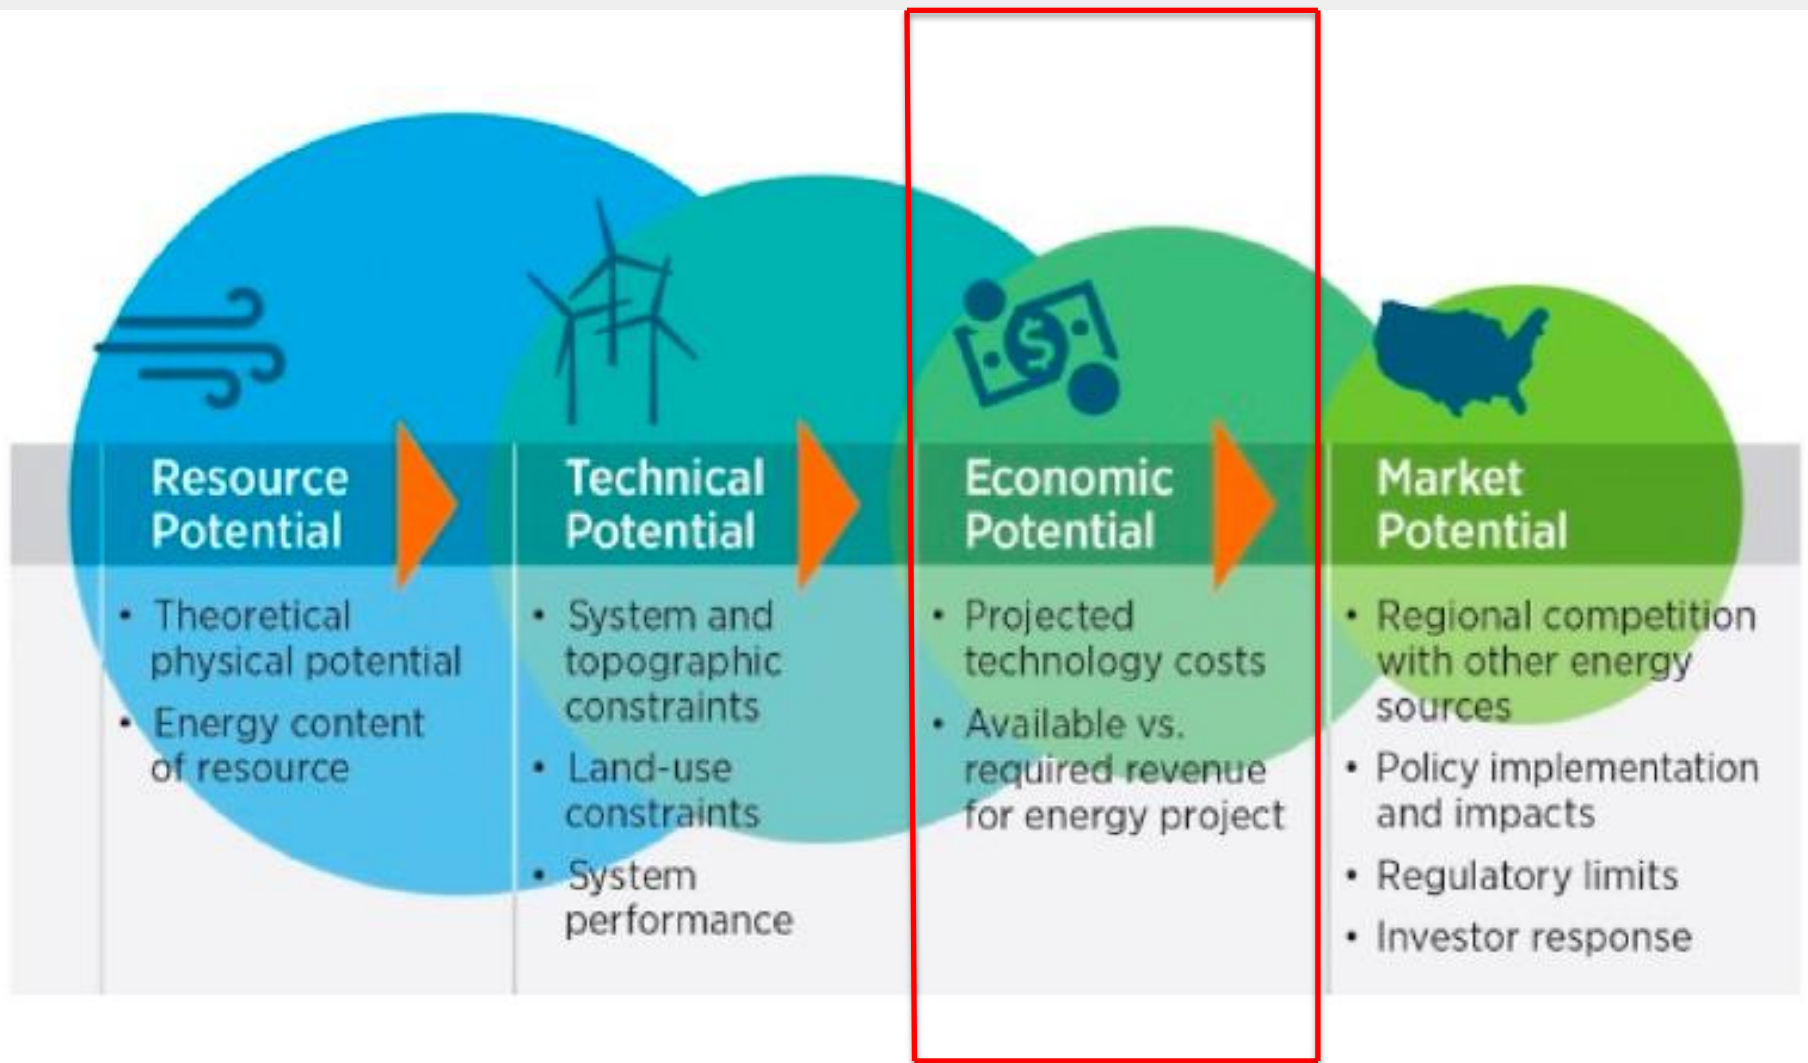 $
Resource
Potential
• Theoretical
physical potential
• Energy content
of resource
Technical
Potential
• System and
topographic
constraints
• Land-use
constraints
• System
performance
Economic
Potential
• Projected
technology costs
• Available vs.
required revenue
for energy project
Market
Potential
• Regional competition
with other energy
sources
• Policy implementation
and impacts
• Regulatory limits
• Investor response